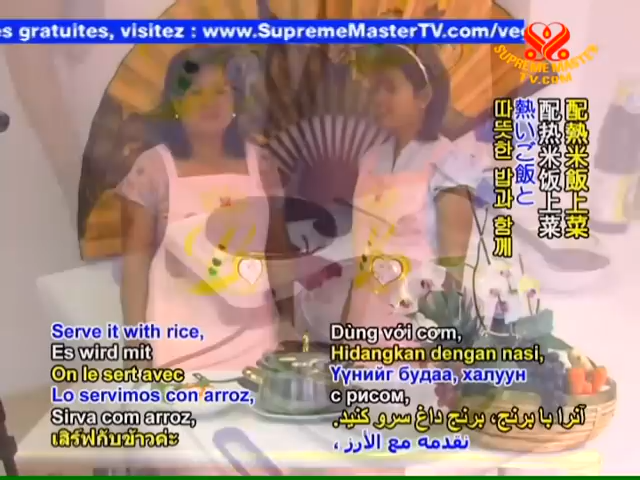 es gratuites, visitez : www.SupremeMasterTV.com/ve
SUPREME MASTER
TV.COM
配熱米飯上菜
配热米饭上菜
熱いご飯と
따뜻한 밥과 함께
Serve it with rice,
Es wird mit
On le sert avec
Lo servimos con arroz,
Sirva com arroz,
เสิร์ฟกับข้าวค่ะ
Dùng với cơm,
Hidangkan dengan nasi,
Үүнийг будаа, халуун
с рисом,
آنرا با برنج، برنج داغ سرو کنید.
نقدمه مع الأرز،